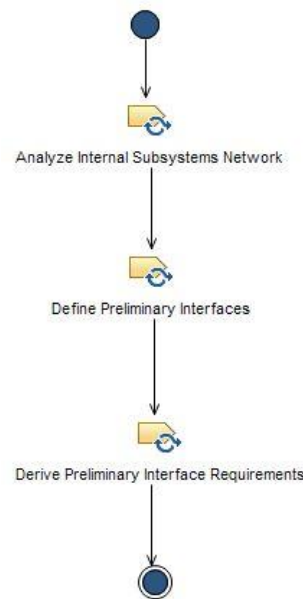 Analyze Internal Subsystems Network
Define Preliminary Interfaces
Derive Preliminary Interface Requirements